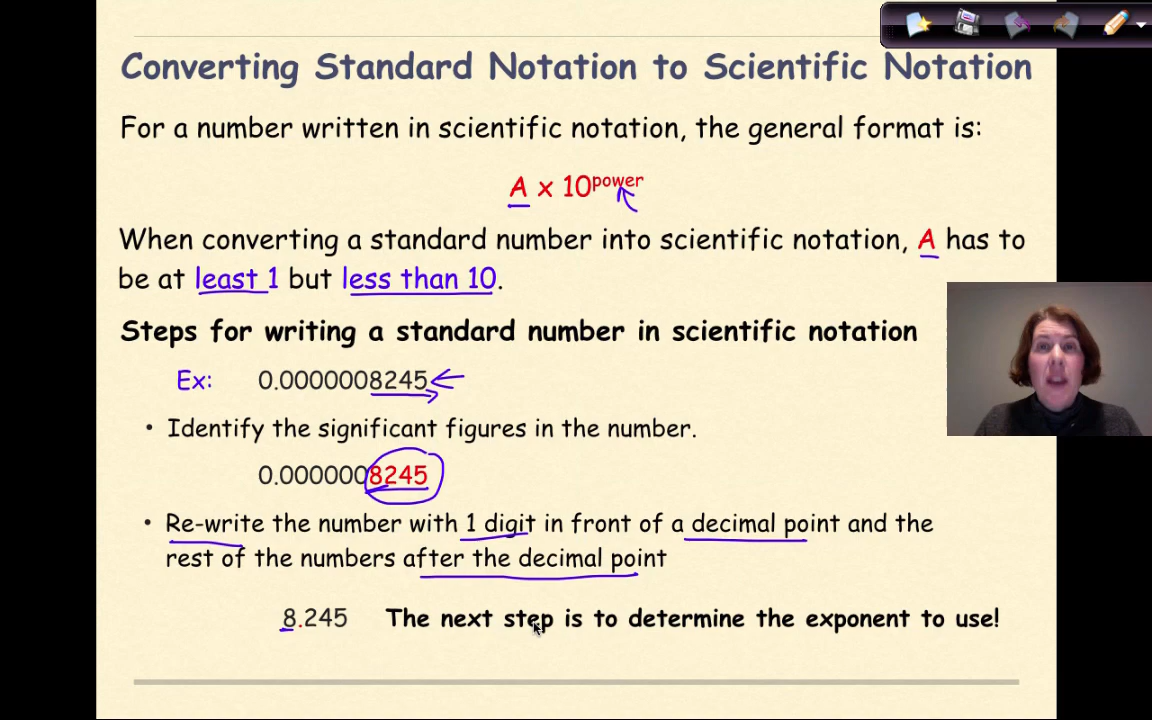 Converting Standard Notation to Scientific Notation
For a number written in scientific notation, the general format is:
A x 10^power
When converting a standard number into scientific notation, A has to
be at least 1 but less than 10.
Steps for writing a standard number in scientific notation
Ex: 0.0000008245
• Identify the significant figures in the number.
0.0000008245
• Re-write the number with 1 digit in front of a decimal point and the
rest of the numbers after the decimal point
8.245 The next step is to determine the exponent to use!